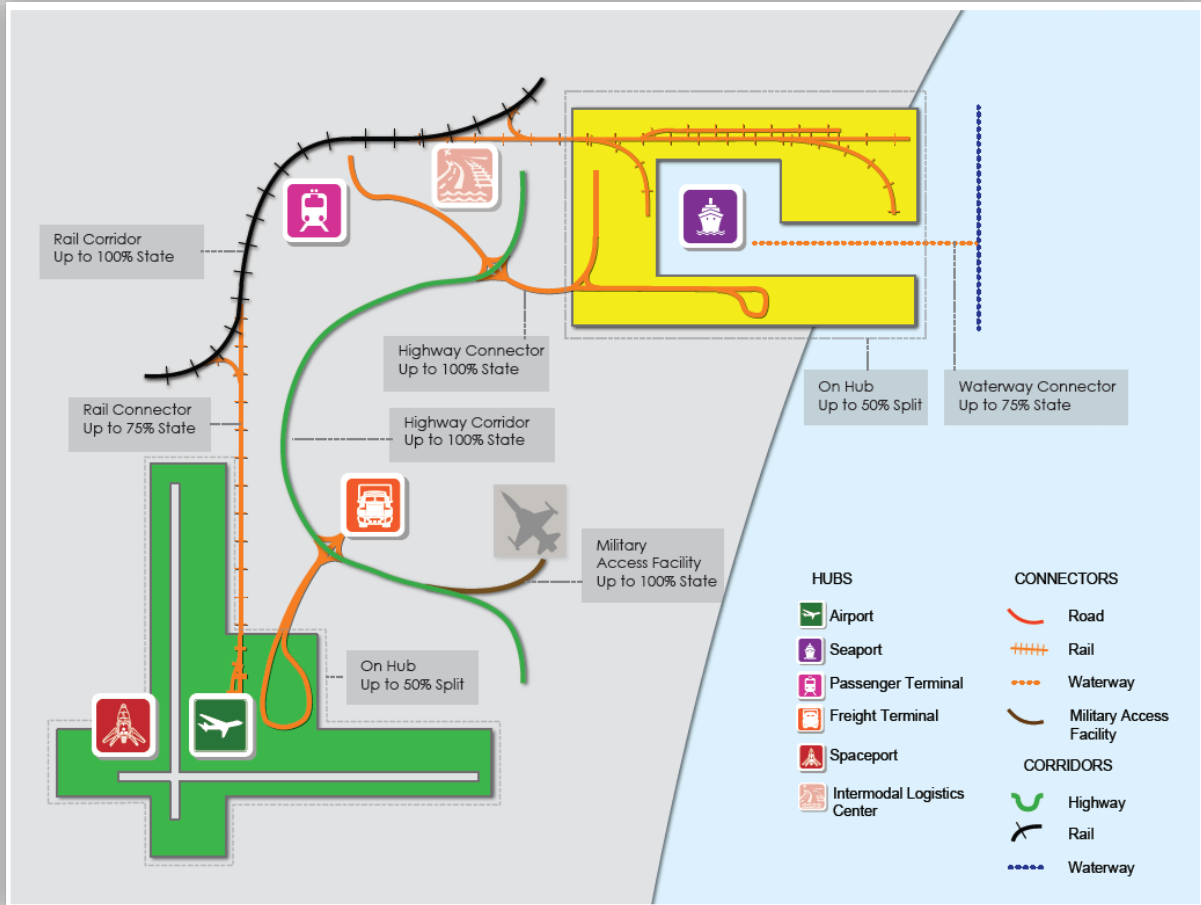 Rail Corridor
Up to 100% State
Highway Connector
Up to 100% State
On Hub
Up to 50% Split
Waterway Connector
Up to 75% State
Rail Connector
Up to 75% State
Highway Corridor
Up to 100% State
Military
Access Facility
Up to 100% State
On Hub
Up to 50% Split
HUBS
Airport
Seaport
Passenger Terminal
Freight Terminal
Spaceport
Intermodal Logistics
Center
CONNECTORS
Road
Rail
Waterway
Military Access
Facility
CORRIDORS
Highway
Rail
Waterway